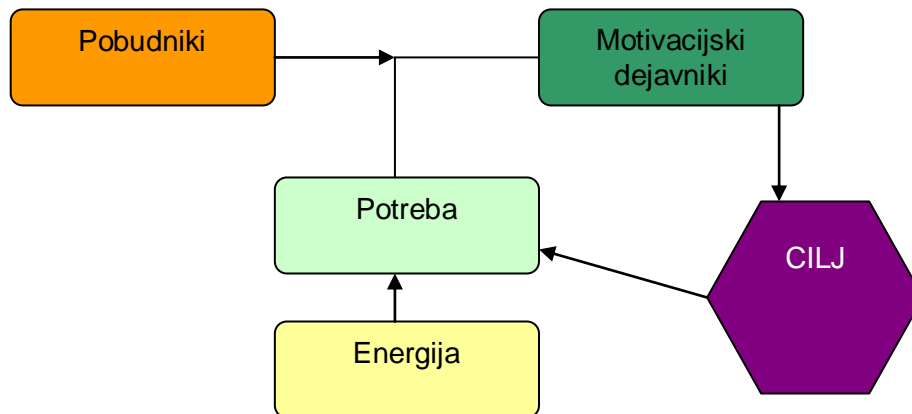 Pobudniki
Motivacijski
dejavniki
Potreba
CILJ
Energija